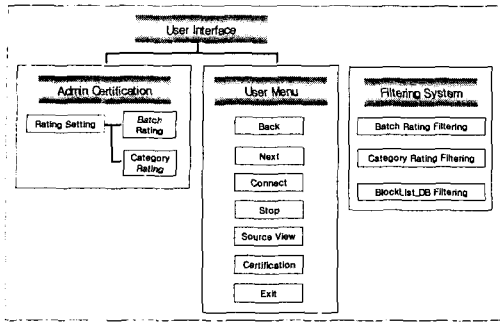 User Interface
Admin Certification
Rating Setting
Batch
Rating
Category
Rating
User Menu
Back
Next
Connect
Stop
Source View
Certification
Exit
Filtering System
Batch Rating Filtering
Category Rating Filtering
BlockList_DB Filtering